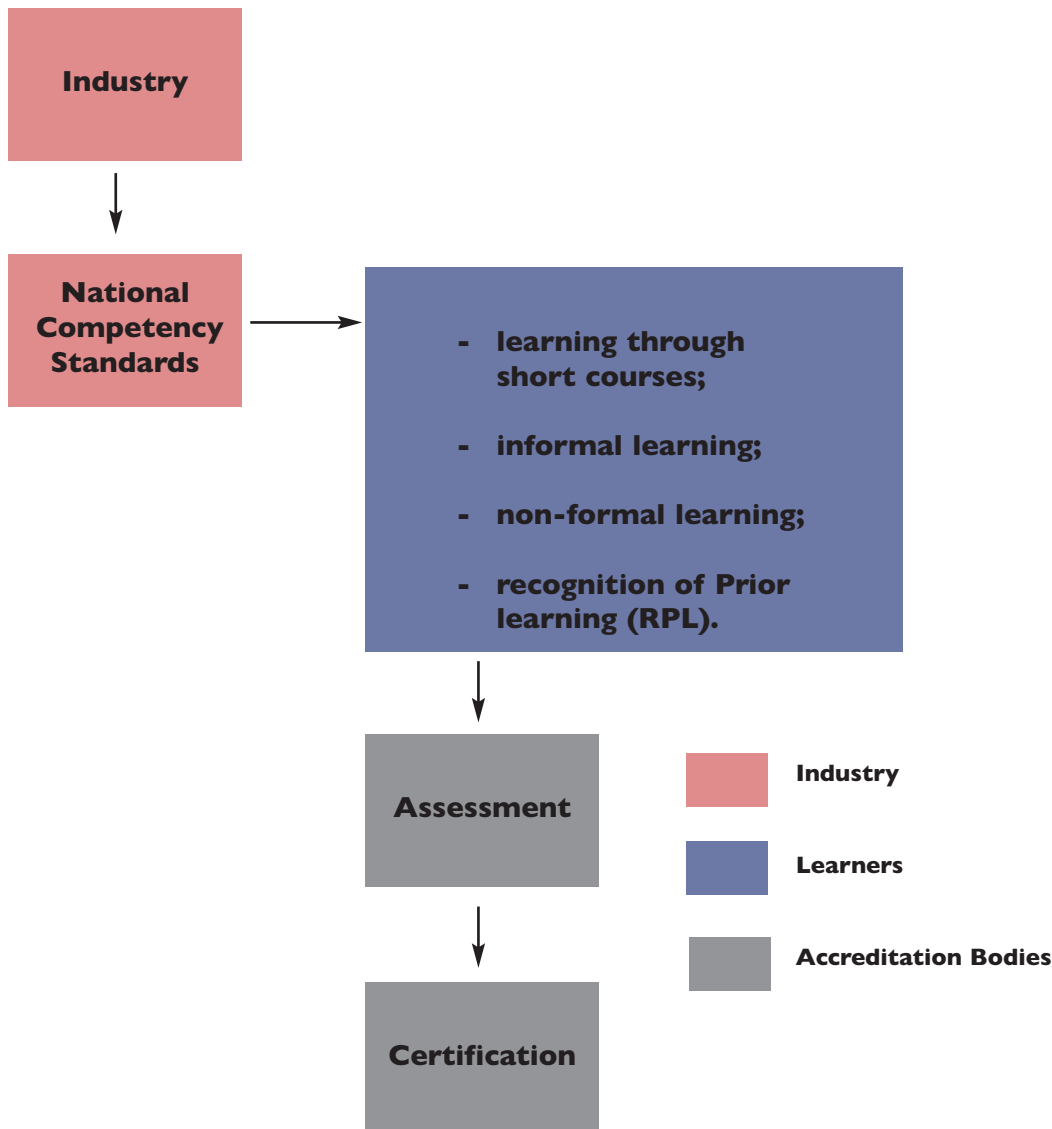 Industry
National
Competency
Standards
- learning through
short courses;
- informal learning;
- non-formal learning;
- recognition of Prior
learning (RPL).
Assessment
Certification
Industry
Learners
Accreditation Bodies